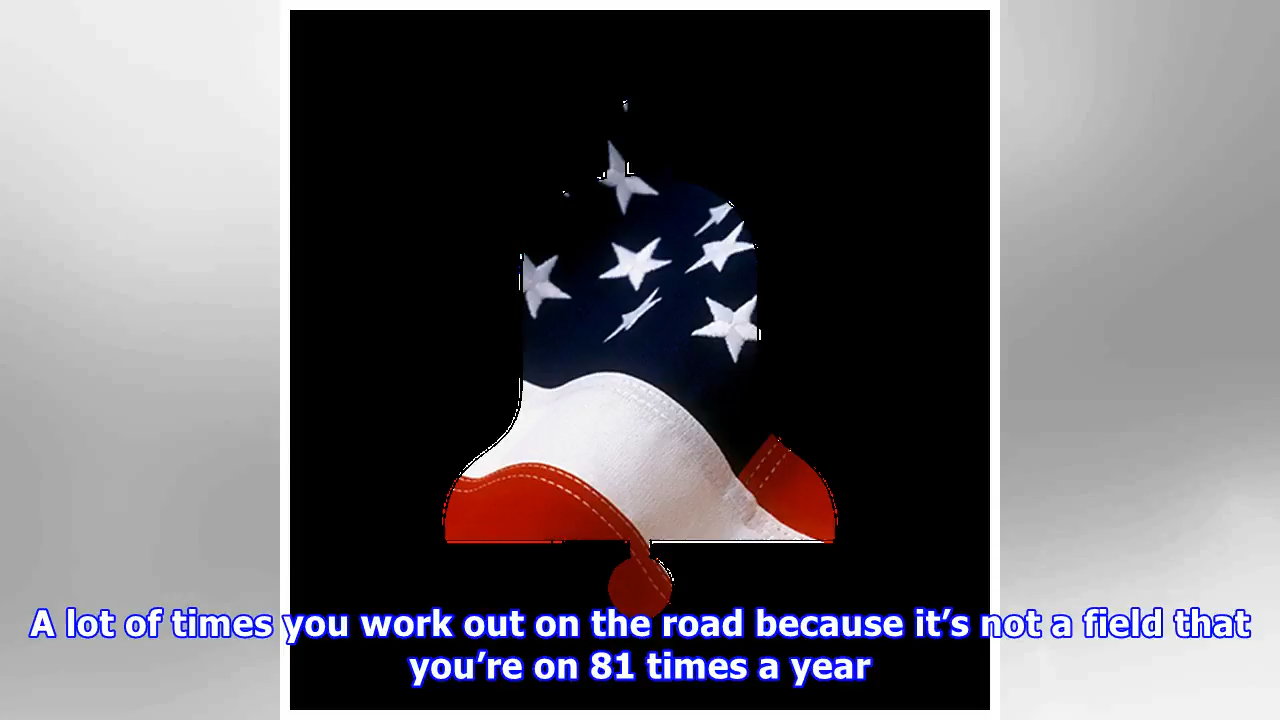 A lot of times you work out on the road because it’s not a field that
you’re on 81 times a year